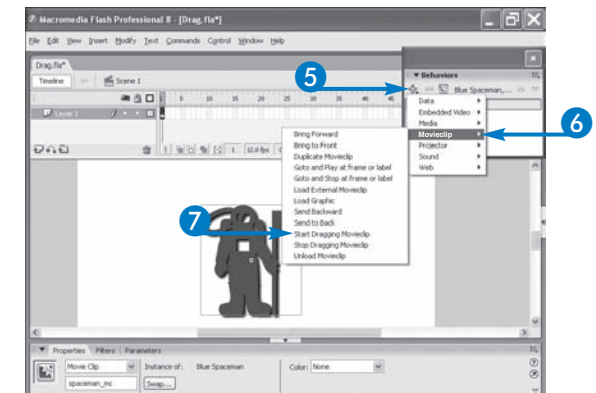 Macromedia Flash Professional 8 - [Drag.fla*]
File Edit View Insert Modify Text Commands Control Window Help
Drag.fla*
Timeline Scene 1
5
Behaviors
Blue Spaceman,...
1 5 10 15 20 25 30 35 40 45
Layer 1
Data
Embedded Video
Media
Movieclip
Projector
Sound
Web
6
1 12.0 fps
Bring Forward
Bring to Front
Duplicate Movieclip
Goto and Play at frame or label
Goto and Stop at frame or label
Load External Movieclip
Load Graphic
Send Backward
Send to Back
Start Dragging Movieclip
Stop Dragging Movieclip
Unload Movieclip
7
Properties Filters Parameters
Movie Clip Instance of: Blue Spaceman Color: None
spaceman_mc Swap...